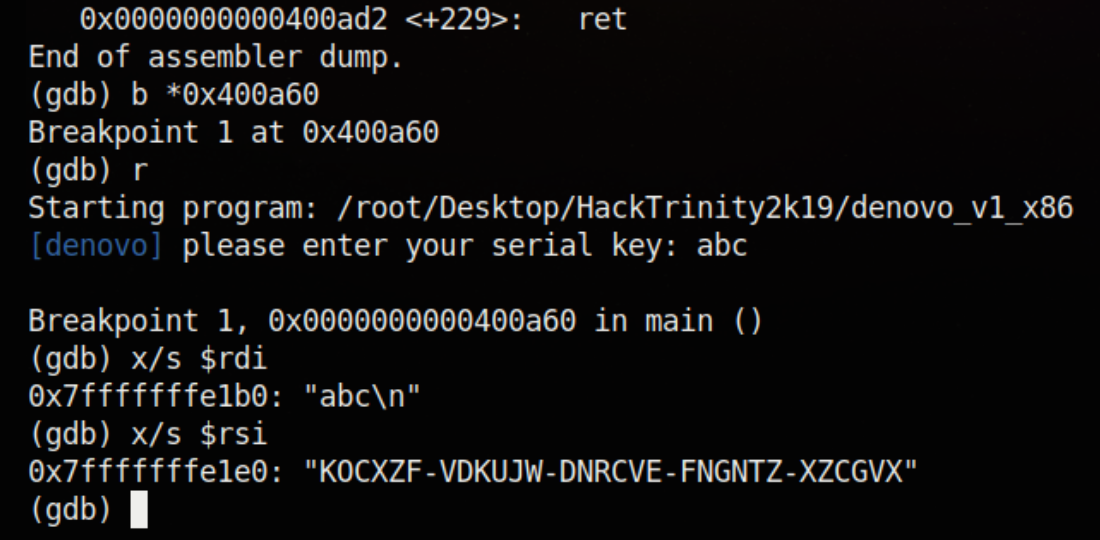 0x0000000000400ad2 <+229>: ret
End of assembler dump.
(gdb) b *0x400a60
Breakpoint 1 at 0x400a60
(gdb) r
Starting program: /root/Desktop/HackTrinity2k19/denovo_v1_x86
[denovo] please enter your serial key: abc
Breakpoint 1, 0x0000000000400a60 in main ()
(gdb) x/s $rdi
0x7fffffffe1b0: "abc\n"
(gdb) x/s $rsi
0x7fffffffe1e0: "KOCXZF-VDKUJW-DNRCVE-FNGNTZ-XZCGVX"
(gdb)